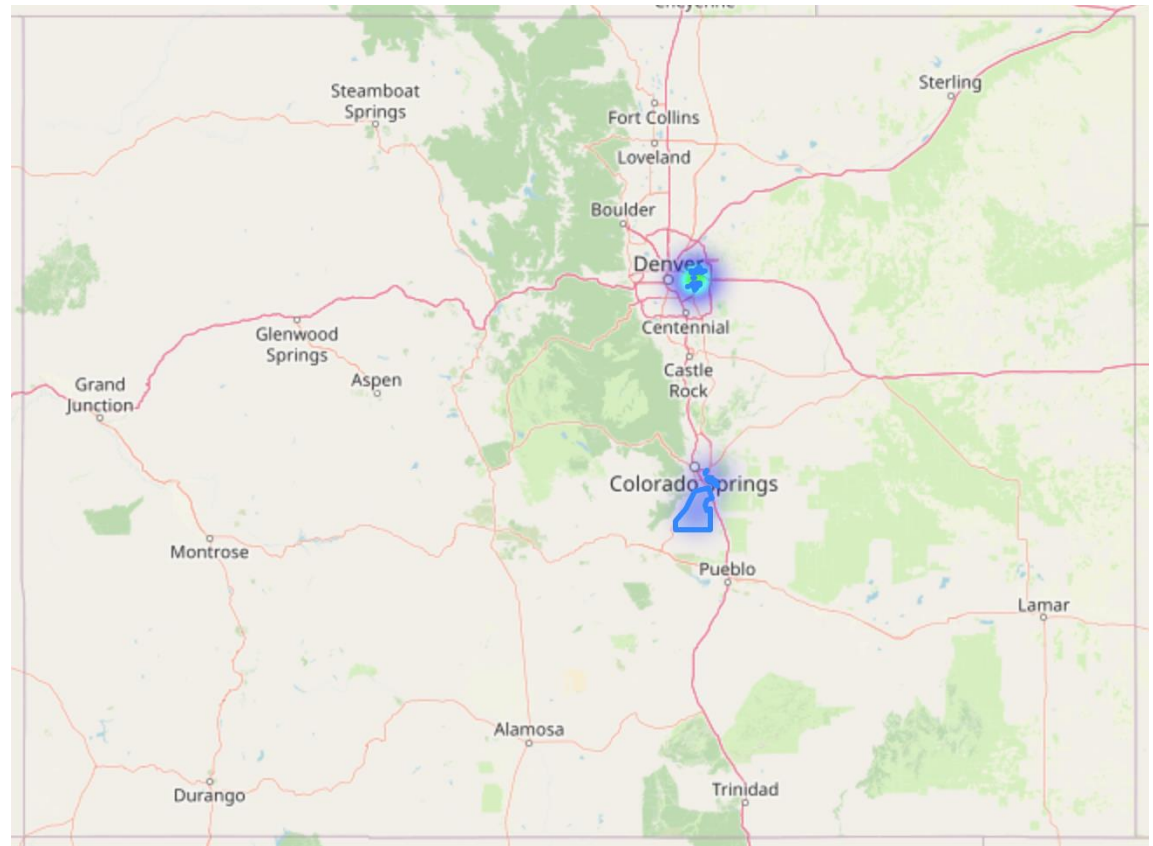 Cheyenne
Steamboat
Springs
Sterling
Fort Collins
Loveland
Boulder
Denver
Centennial
Glenwood
Springs
Castle
Rock
Aspen
Grand
Junction
Colorado Springs
Montrose
Pueblo
Lamar
Alamosa
Trinidad
Durango